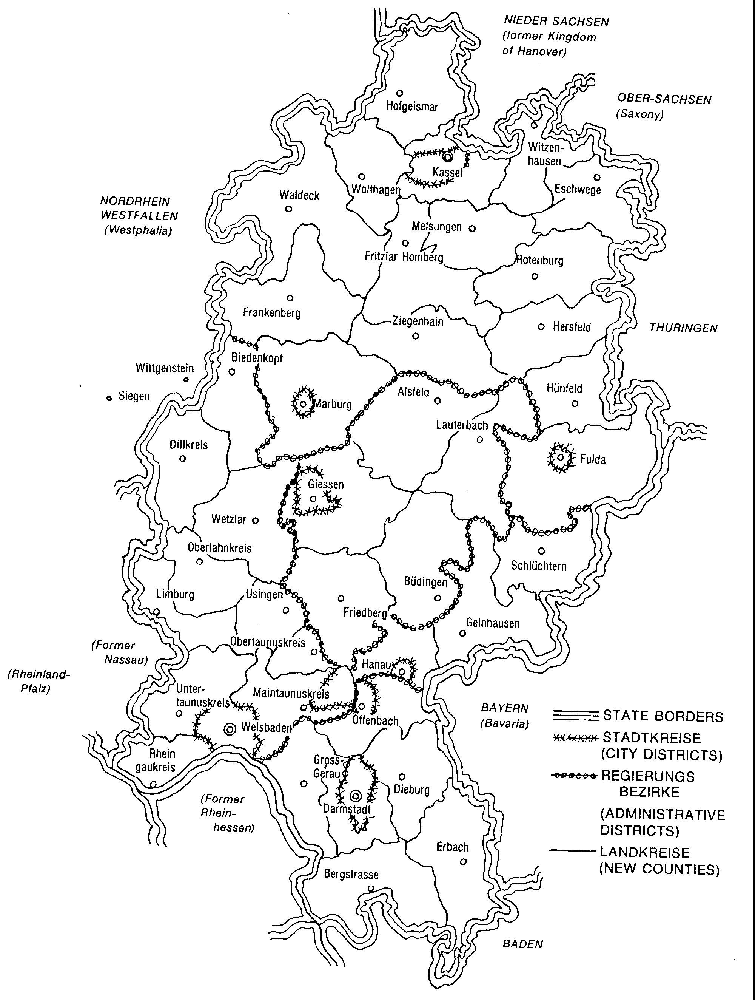 NIEDER SACHSEN
(former Kingdom
of Hanover)
OBER-SACHSEN
(Saxony)
Hofgeismar
Witzen-
hausen
Kassel
Wolfhagen
Eschwege
Waldeck
NORDRHEIN
WESTFALLEN
(Westphalia)
Melsungen
Fritzlar Homberg
Rotenburg
Frankenberg
Ziegenhain
Hersfeld
THURINGEN
Biedenkopf
Wittgenstein
Siegen
Alsfeld
Hünfeld
Marburg
Lauterbach
Dillkreis
Fulda
Giessen
Wetzlar
Oberlahnkreis
Schlüchtern
Büdingen
Limburg
Usingen
Friedberg
Gelnhausen
Obertaunuskreis
(Former
Nassau)
Hanau
(Rheinland-
Pfalz)
Unter-
taunuskreis
Maintaunuskreis
Offenbach
BAYERN
(Bavaria)
Weisbaden
Rhein
gaukreis
Gross-
Gerau
Dieburg
(Former
Rhein-
hessen)
Darmstadt
Erbach
Bergstrasse
BADEN
STATE BORDERS
STADTKREISE
(CITY DISTRICTS)
REGIERUNGS
BEZIRKE
(ADMINISTRATIVE
DISTRICTS)
LANDKREISE
(NEW COUNTIES)